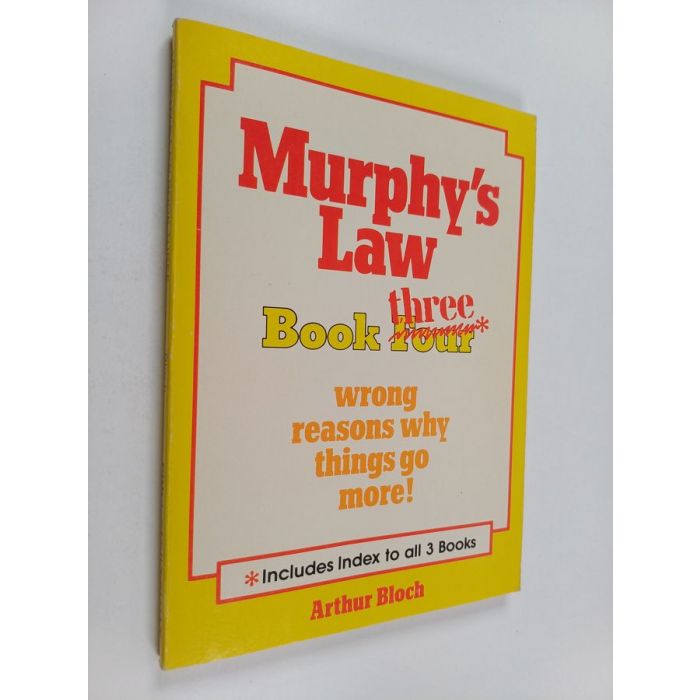 Murphy's
Law
three
Book Four*
wrong
reasons why
things go
more!
*Includes Index to all 3 Books
Arthur Bloch